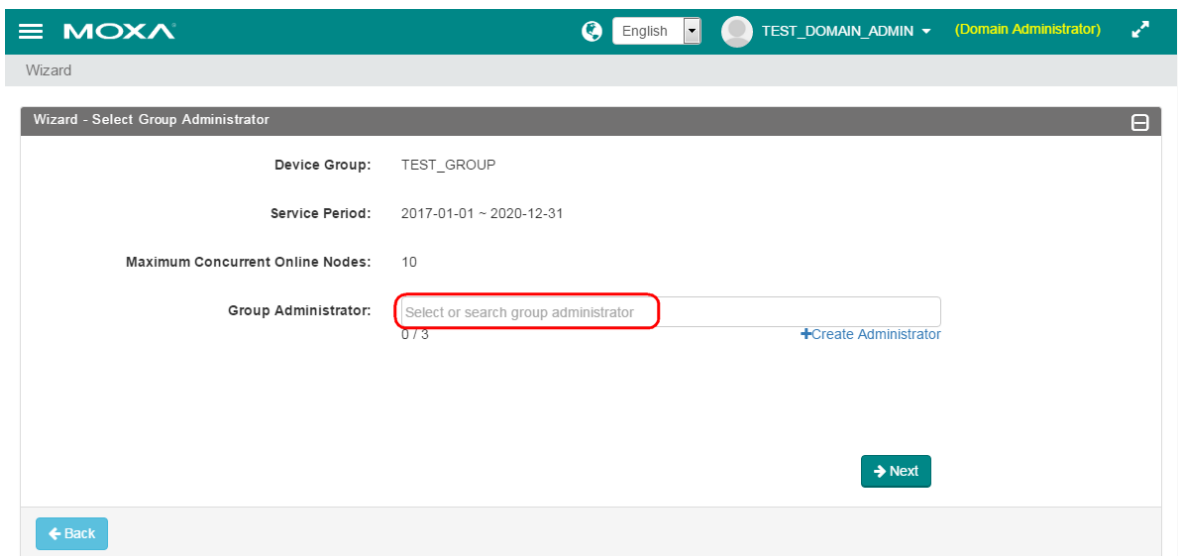 MOXA English TEST_DOMAIN_ADMIN (Domain Administrator)
Wizard
Wizard - Select Group Administrator
Device Group: TEST_GROUP
Service Period: 2017-01-01 ~ 2020-12-31
Maximum Concurrent Online Nodes: 10
Group Administrator: Select or search group administrator
0 / 3 +Create Administrator
Next
Back